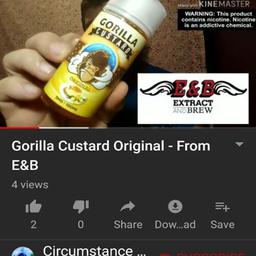 Made with
KINEMASTER
WARNING: This product
contains nicotine. Nicotine
is an addictive chemical.
GORILLA
CUSTARD
E&B
EXTRACT
AND BREW
Gorilla Custard Original - From
E&B
4 views
2
0
Share
Dow...ad
Save
Circumstance ...